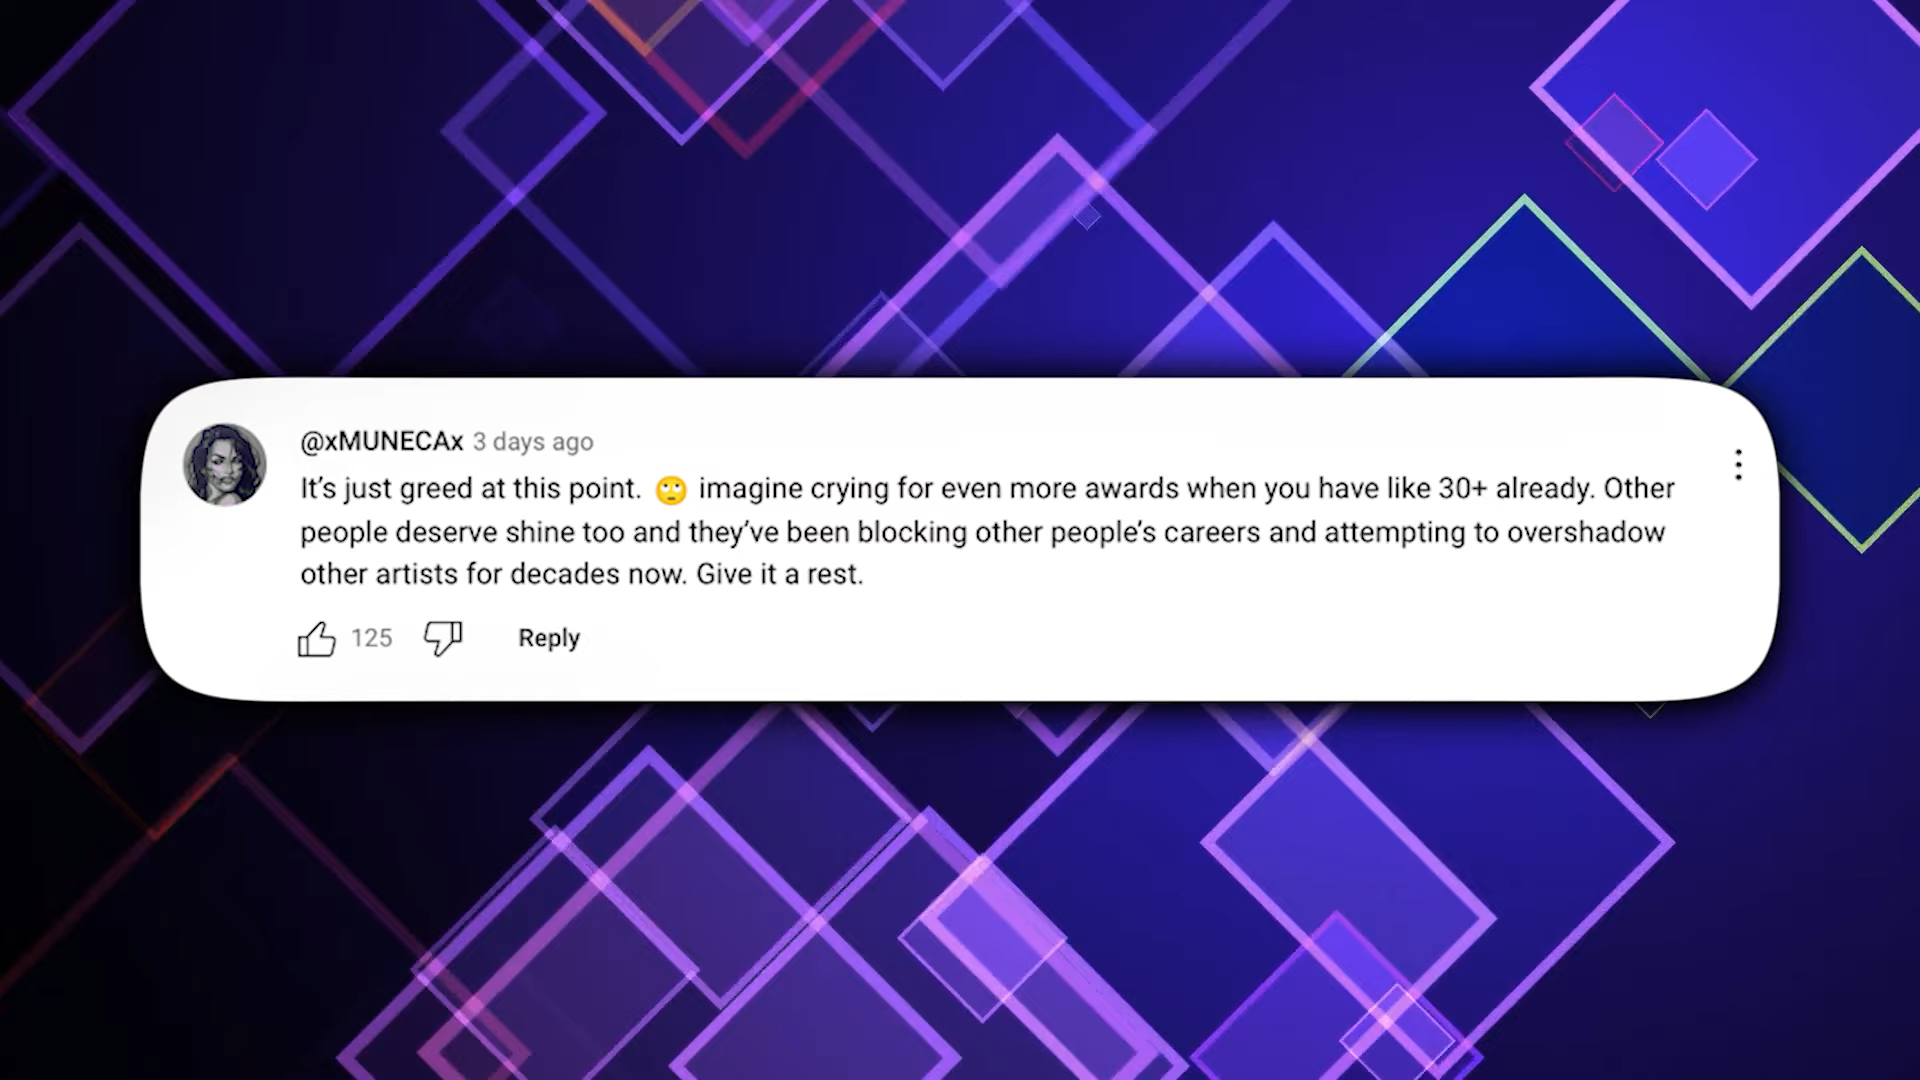 @xMUNECAx 3 days ago
It’s just greed at this point. 🙄 imagine crying for even more awards when you have like 30+ already. Other
people deserve shine too and they’ve been blocking other people’s careers and attempting to overshadow
other artists for decades now. Give it a rest.
125 Reply